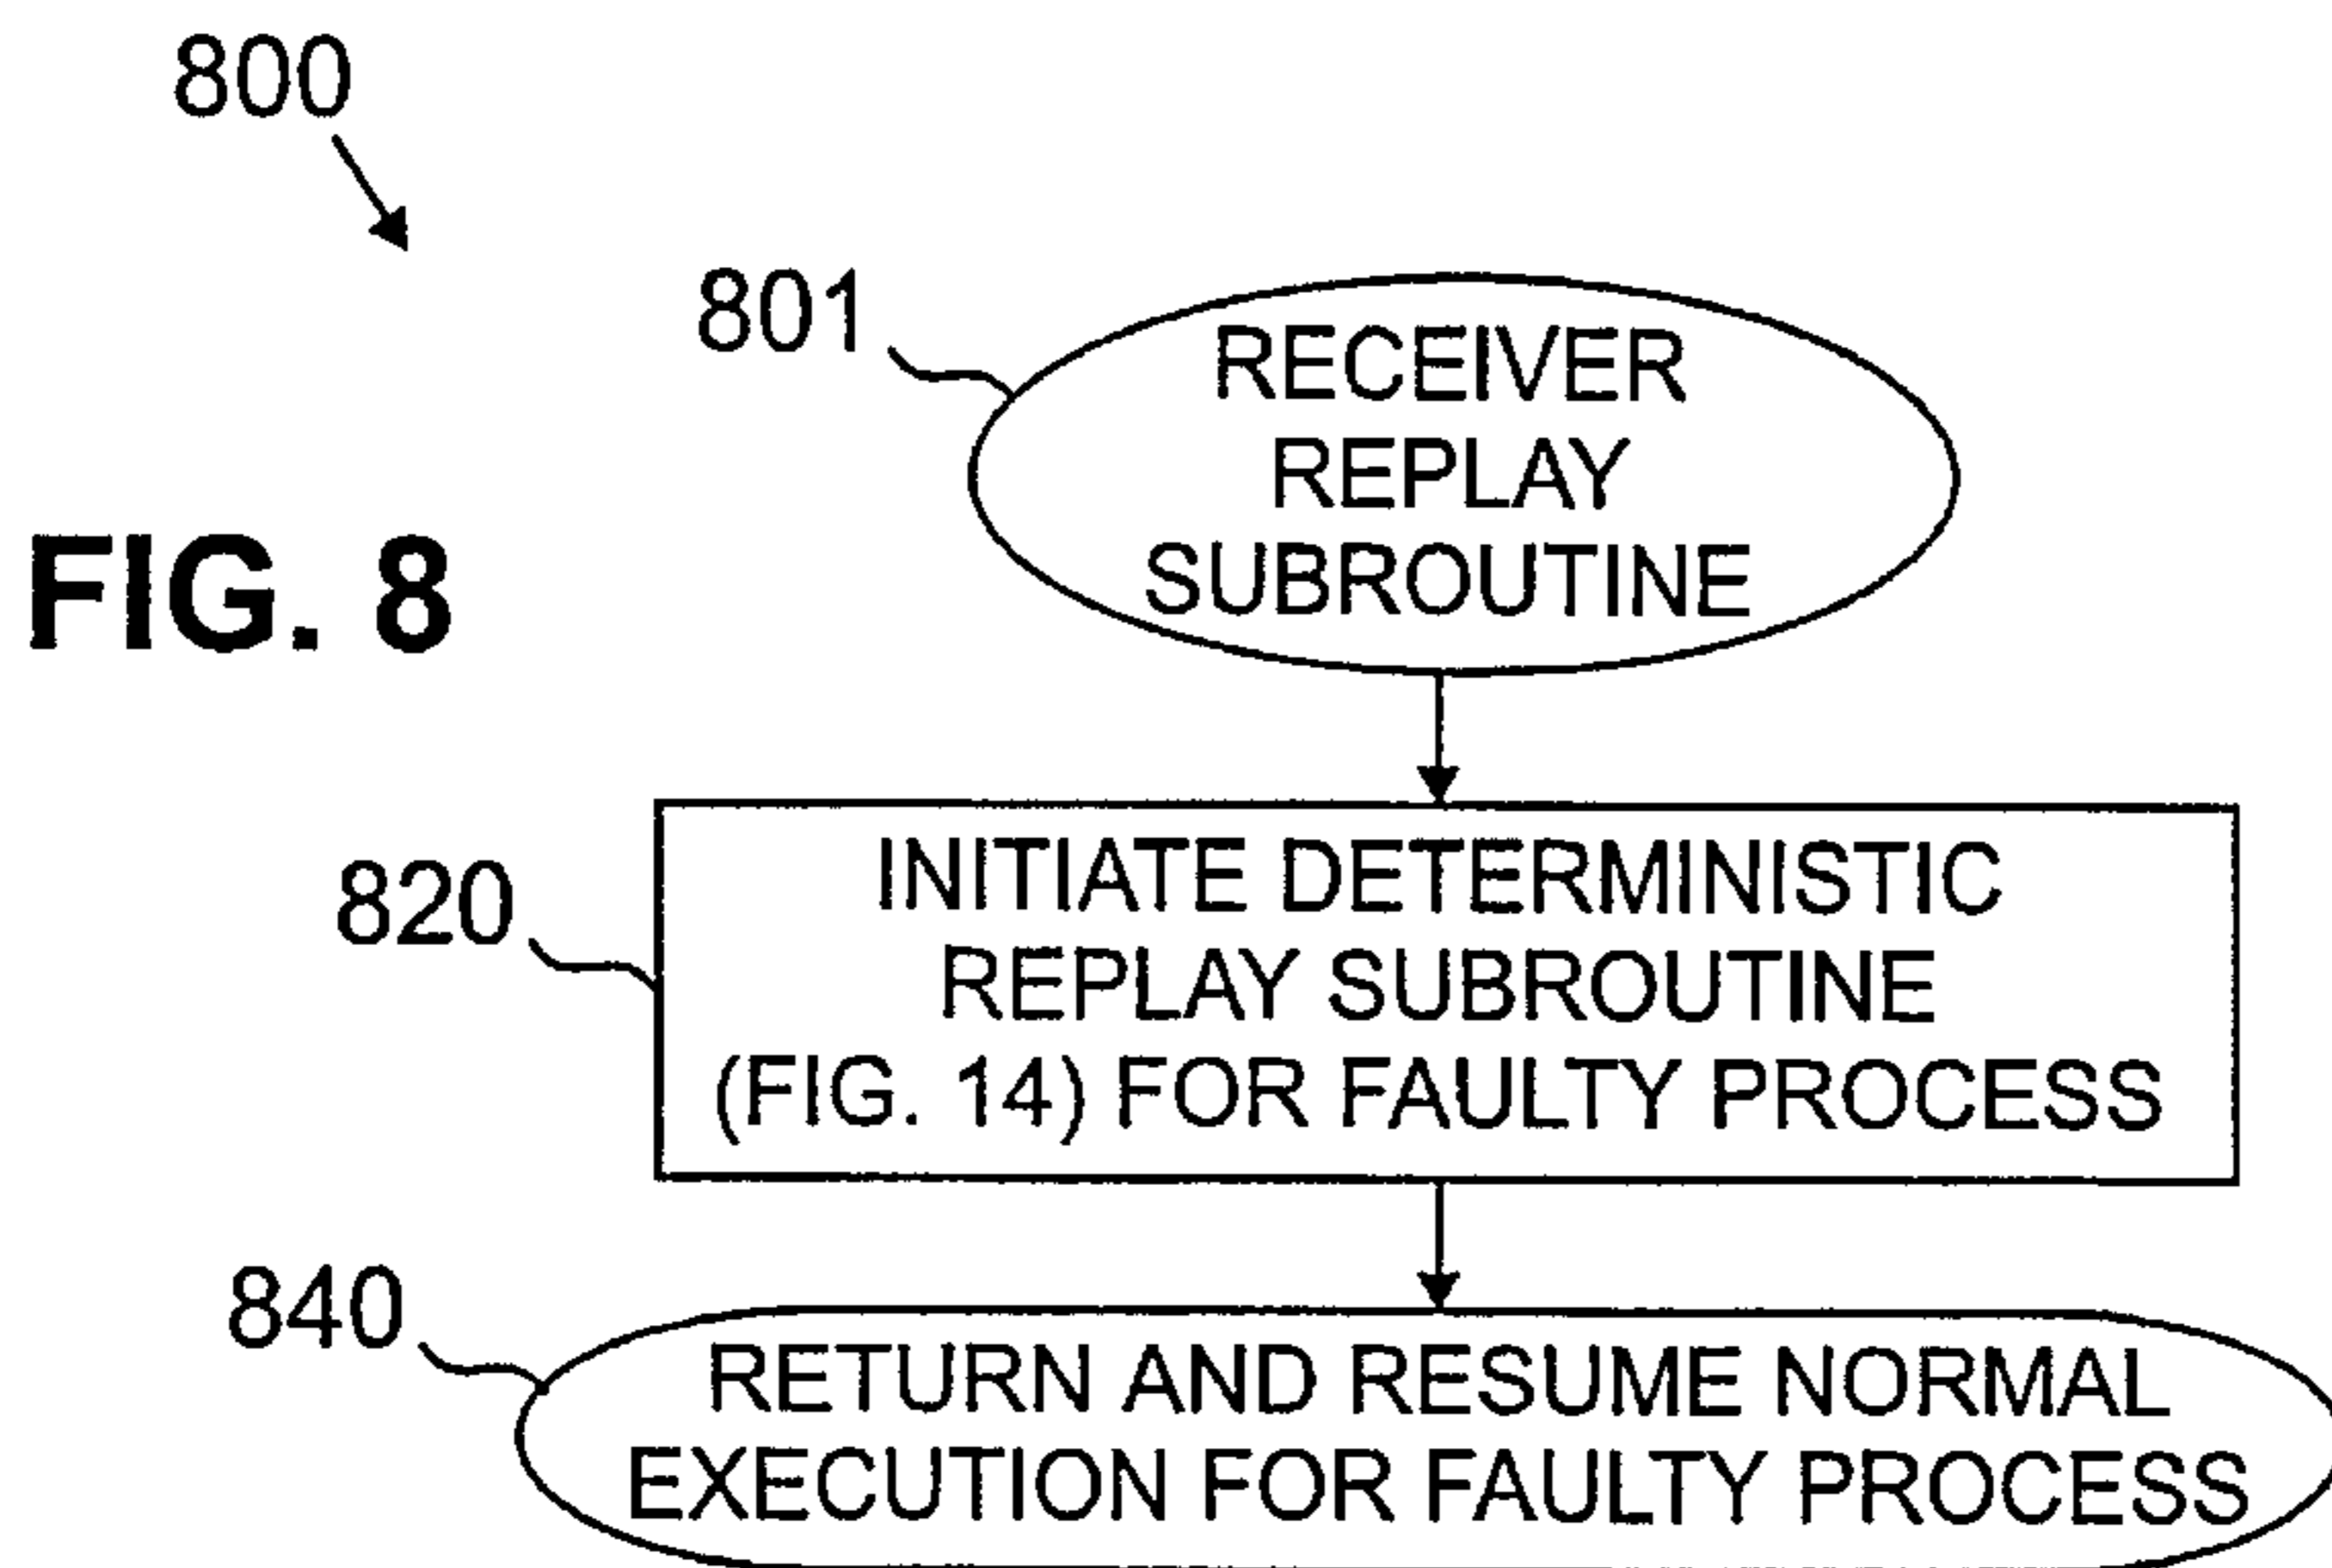 800
801
RECEIVER
REPLAY
SUBROUTINE
FIG. 8
820
INITIATE DETERMINISTIC
REPLAY SUBROUTINE
(FIG. 14) FOR FAULTY PROCESS
840
RETURN AND RESUME NORMAL
EXECUTION FOR FAULTY PROCESS